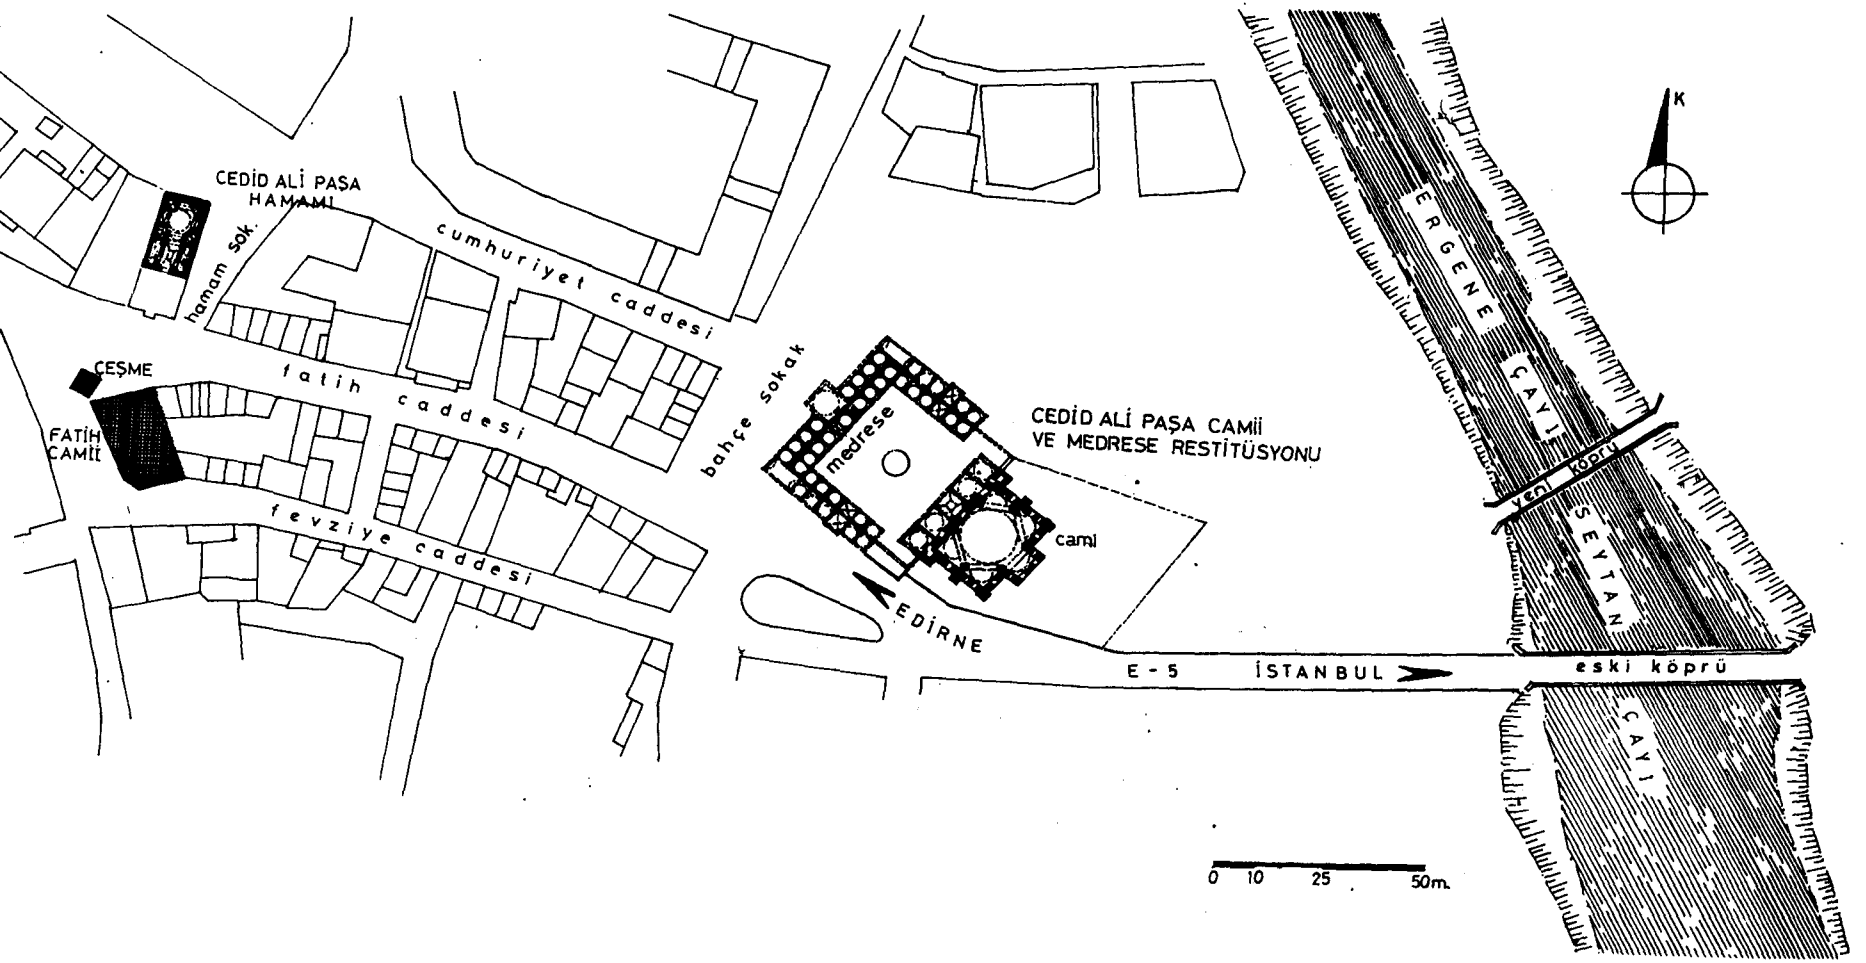 K
CEDİD ALİ PAŞA
HAMAMI
hamam sok.
cumhuriyet caddesi
ÇEŞME
fatih caddesi
FATİH
CAMİİ
fevziye caddesi
bahçe sokak
medrese
CEDİD ALİ PAŞA CAMİİ
VE MEDRESE RESTİTÜSYONU
cami
EDİRNE
E-5 İSTANBUL
eski köprü
yeni köprü
ERGENE ÇAYI
ŞEYTAN ÇAYI
0 10 25 50m.